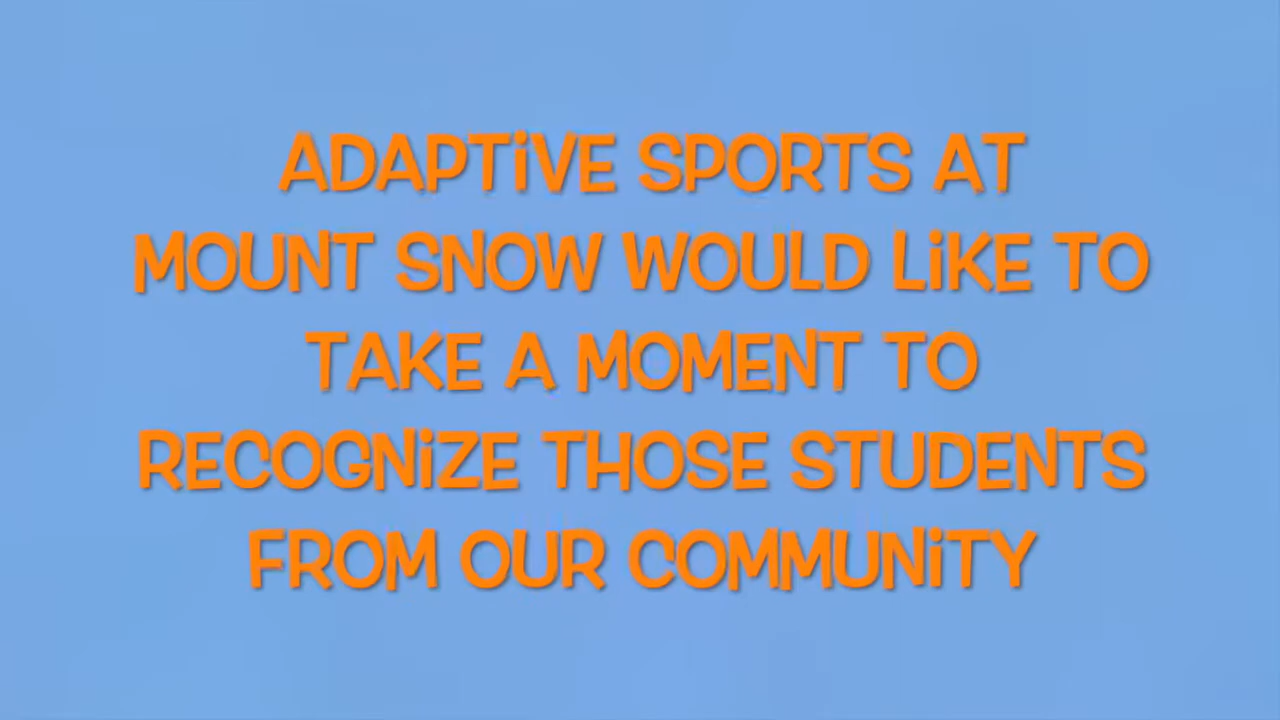 ADAPTiVE SPORTS AT
MOUNT SNOW WOULD LiKE TO
TAKE A MOMENT TO
RECOGNiZE THOSE STUDENTS
FROM OUR COMMUNiTY